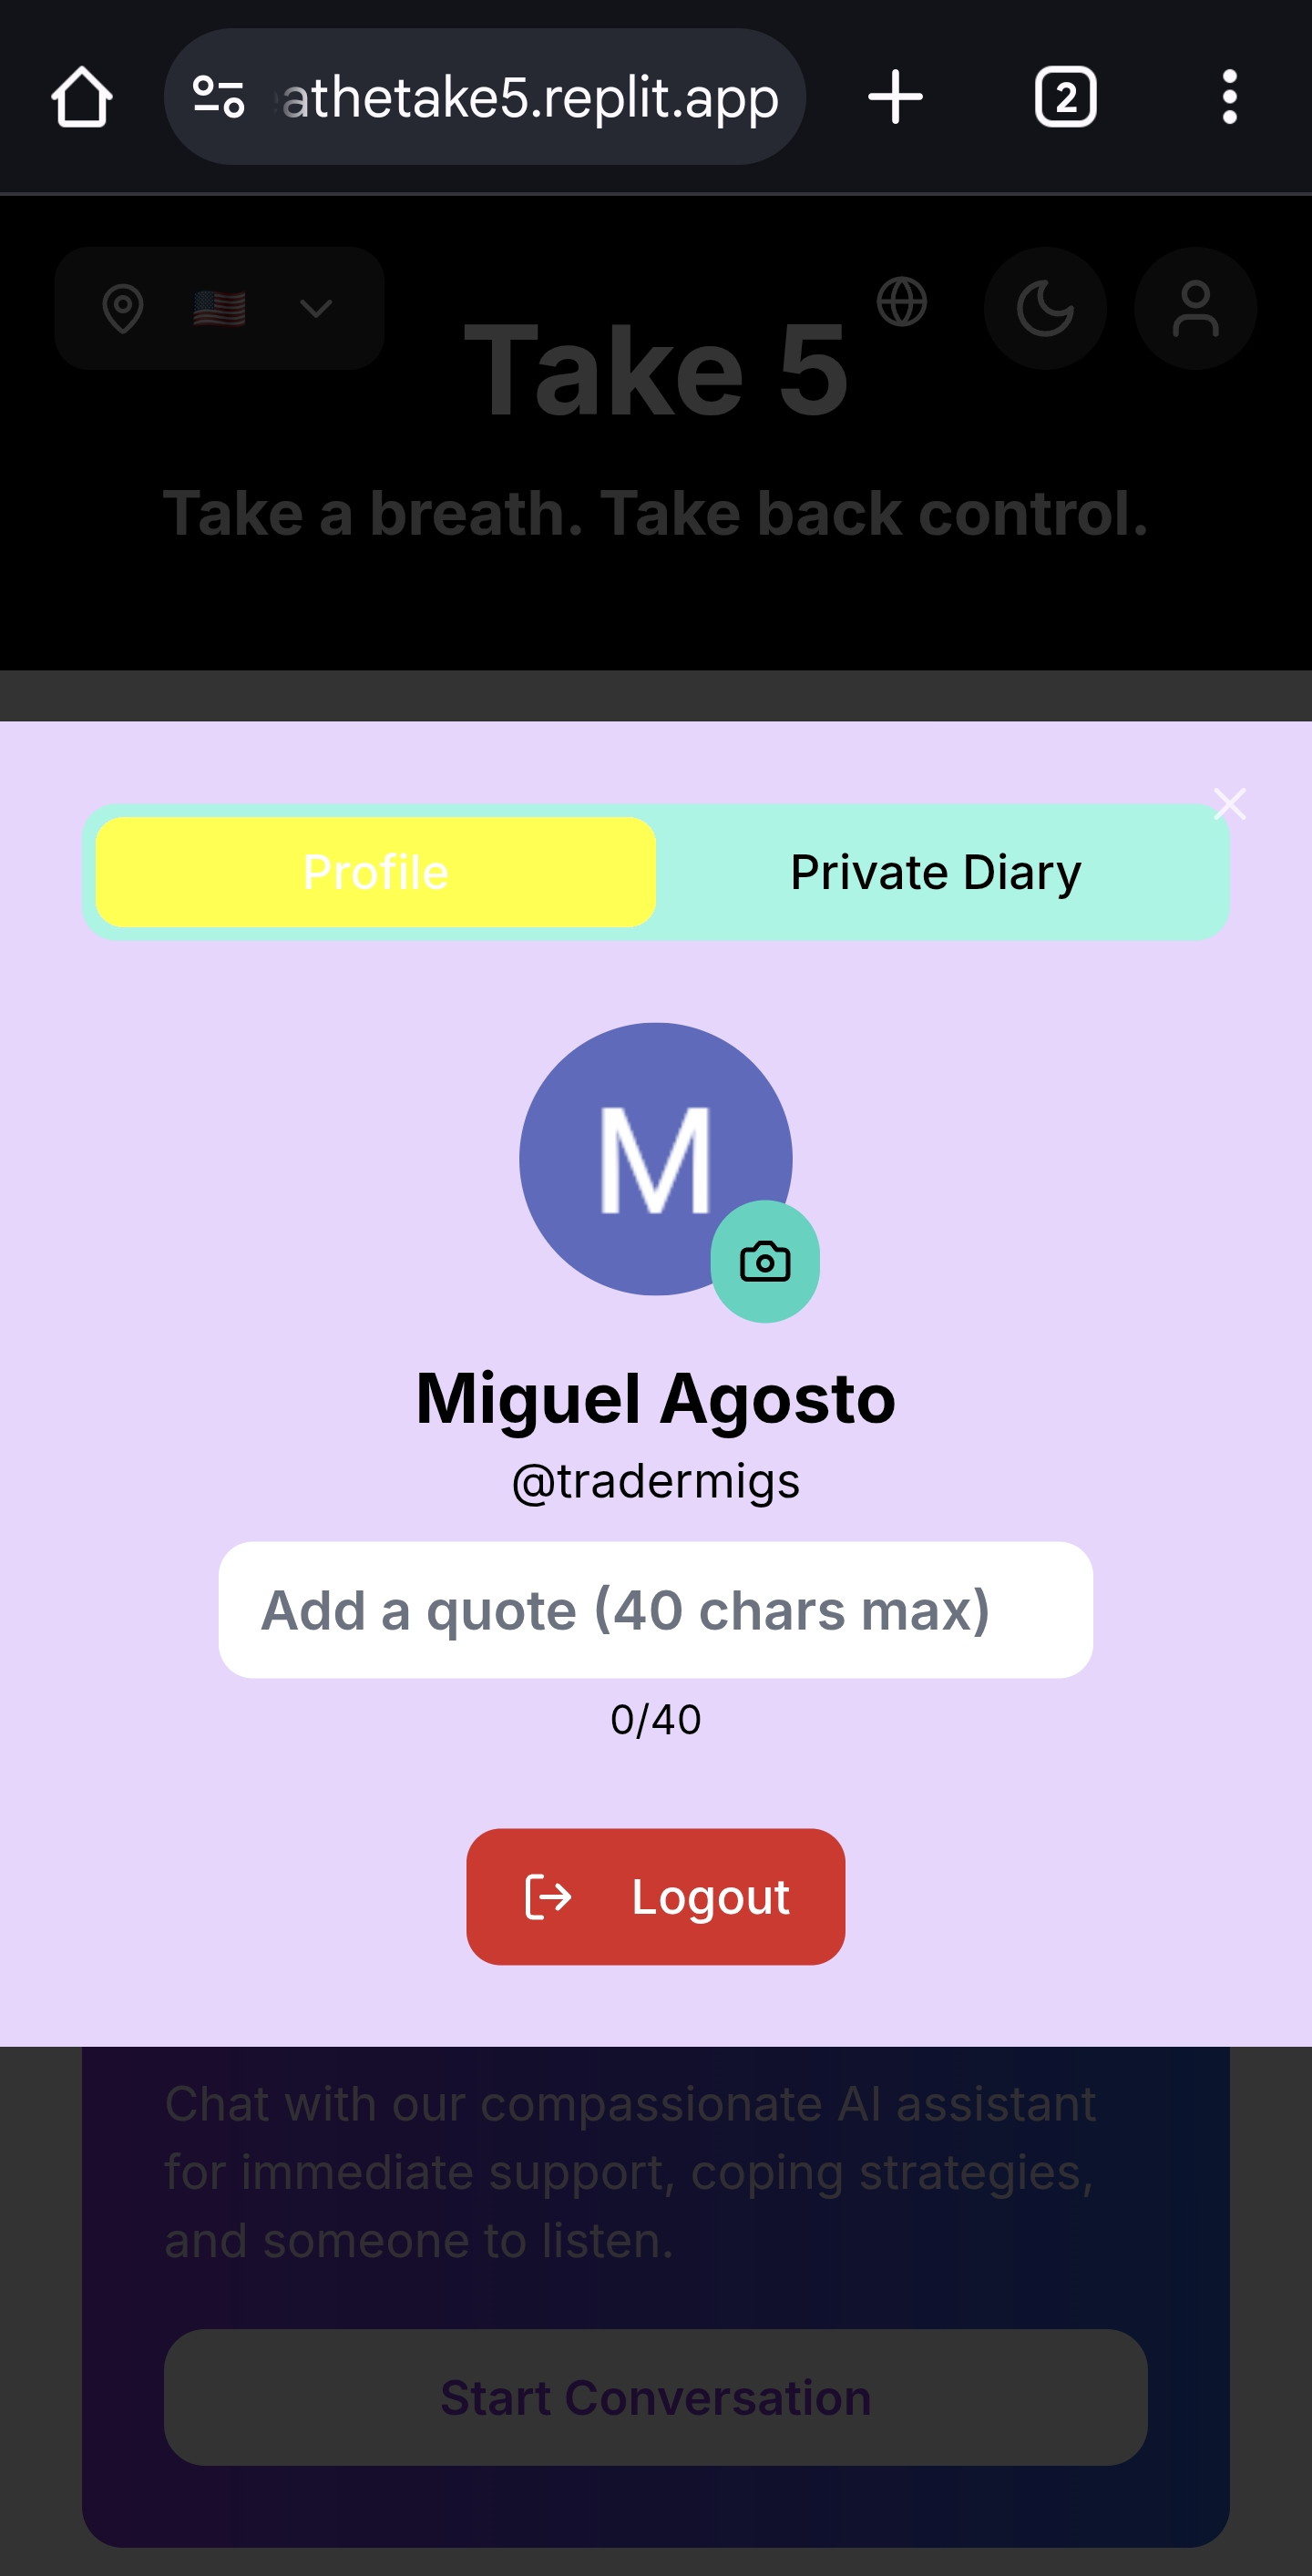 athetake5.replit.app
2
Take 5
Take a breath. Take back control.
Profile
Private Diary
M
Miguel Agosto
@tradermigs
Add a quote (40 chars max)
0/40
Logout
Chat with our compassionate AI assistant
for immediate support, coping strategies,
and someone to listen.
Start Conversation